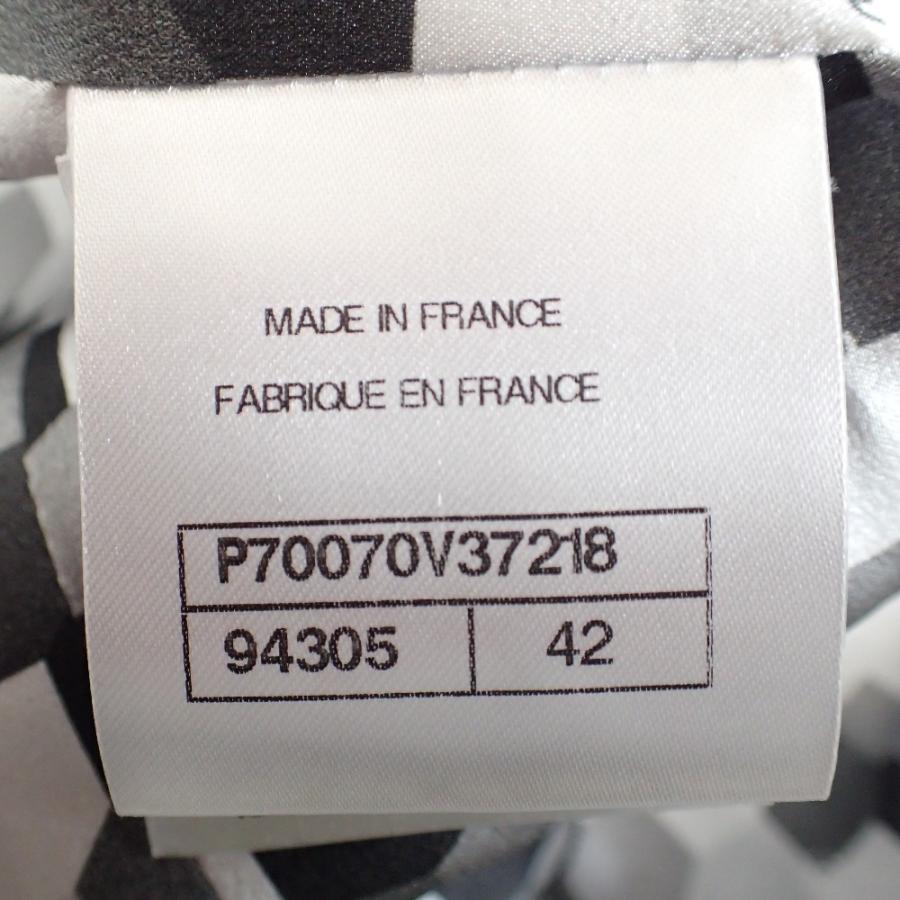 MADE IN FRANCE
FABRIQUE EN FRANCE
P70070V37218
94305 42